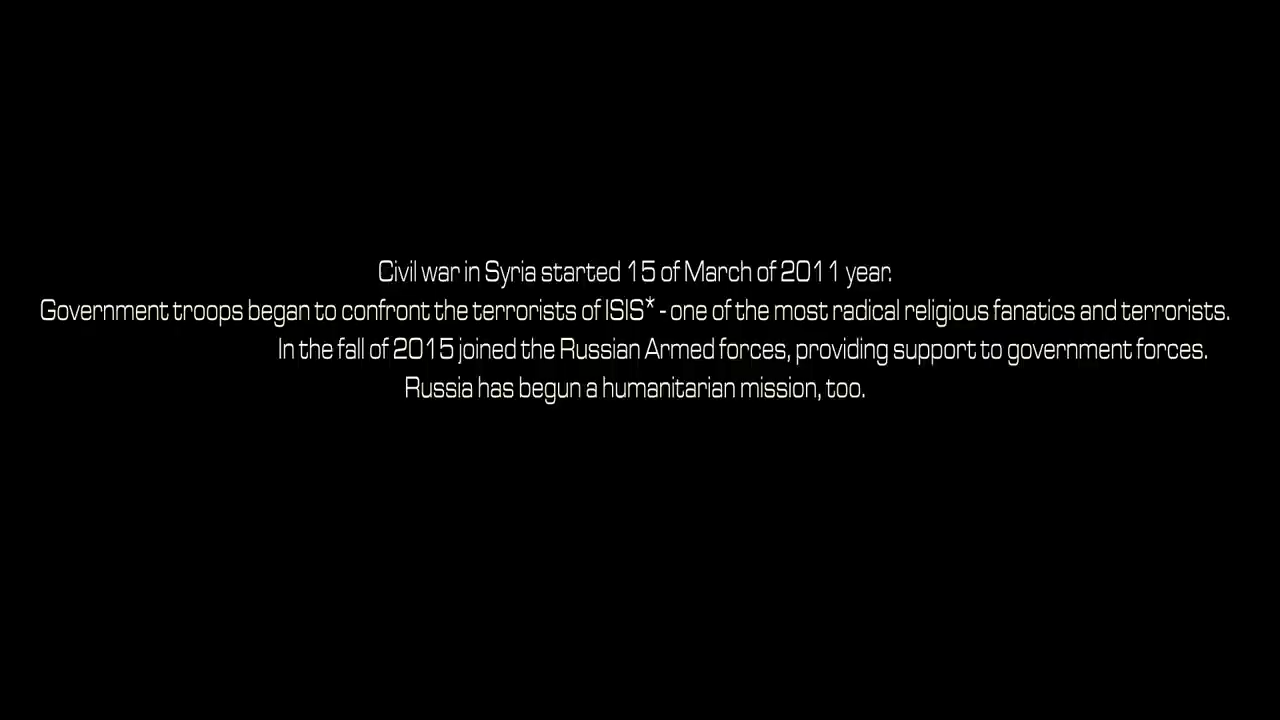 Civil war in Syria started 15 of March of 2011 year.
Government troops began to confront the terrorists of ISIS* - one of the most radical religious fanatics and terrorists.
In the fall of 2015 joined the Russian Armed forces, providing support to government forces.
Russia has begun a humanitarian mission, too.